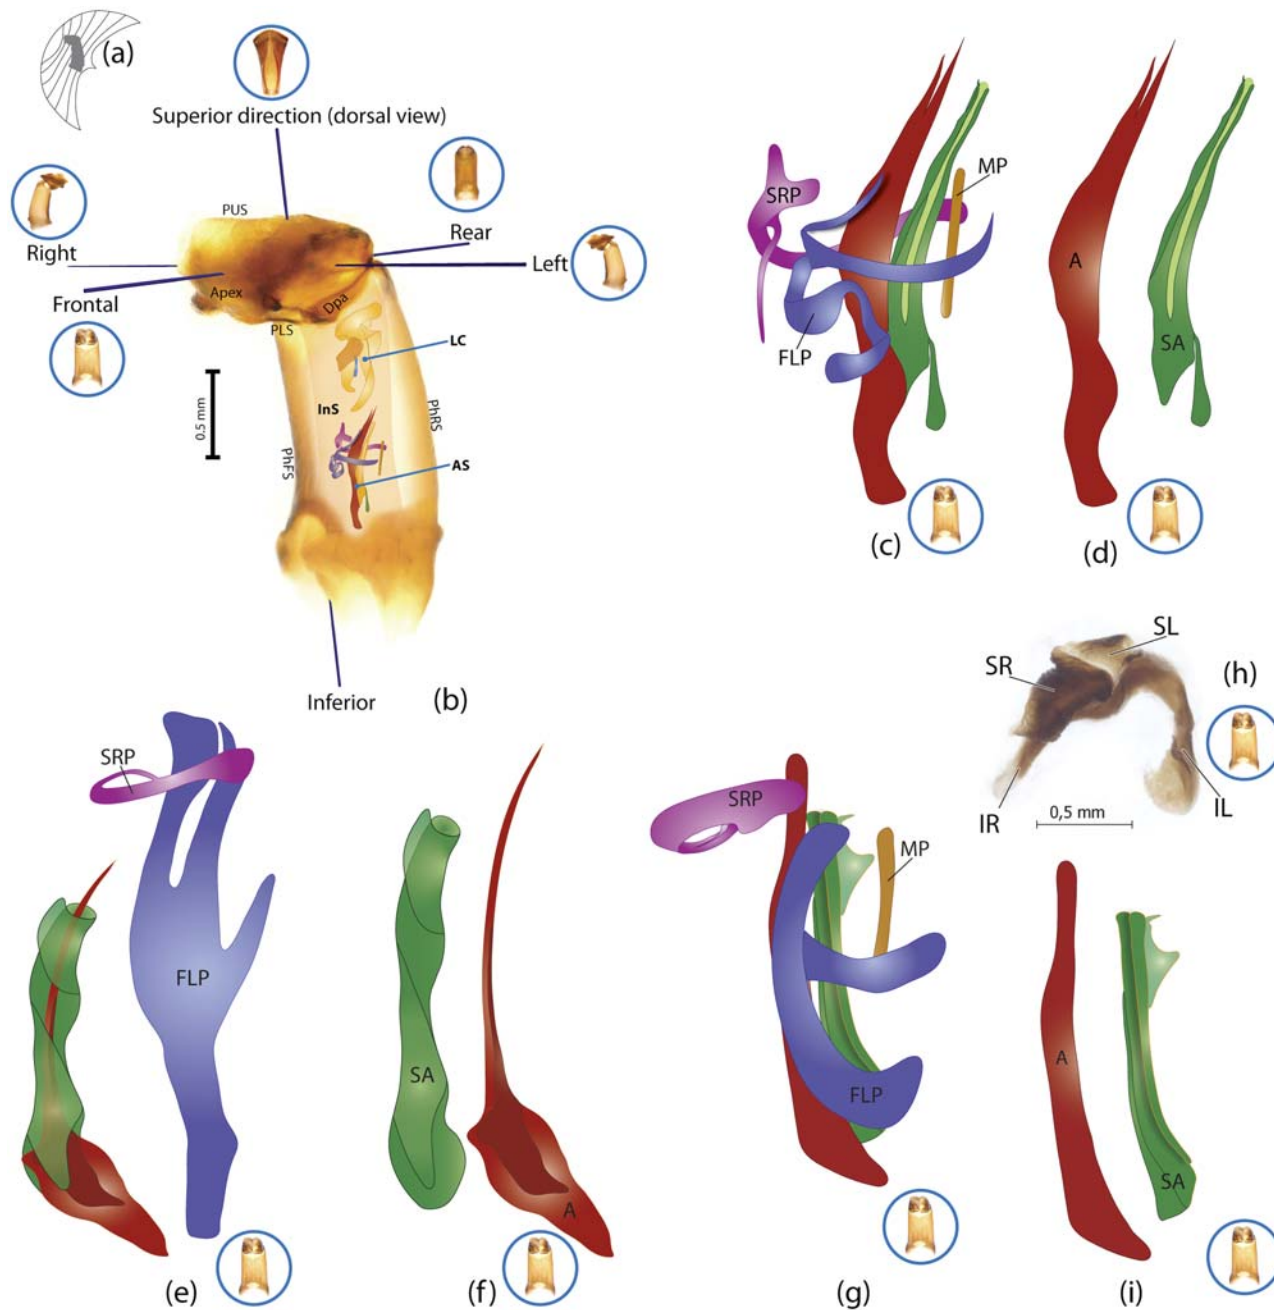 (a)
Superior direction (dorsal view)
PUS
Right
Rear
Left
Frontal
Apex
PLS
Dpa
LC
0.5 mm
InS
PhRS
PhFS
AS
Inferior
(b)
SRP
MP
FLP
(c)
A
SA
(d)
SL
SR
(h)
IR
IL
0,5 mm
SRP
FLP
(e)
SA
A
(f)
SRP
MP
FLP
(g)
A
SA
(i)